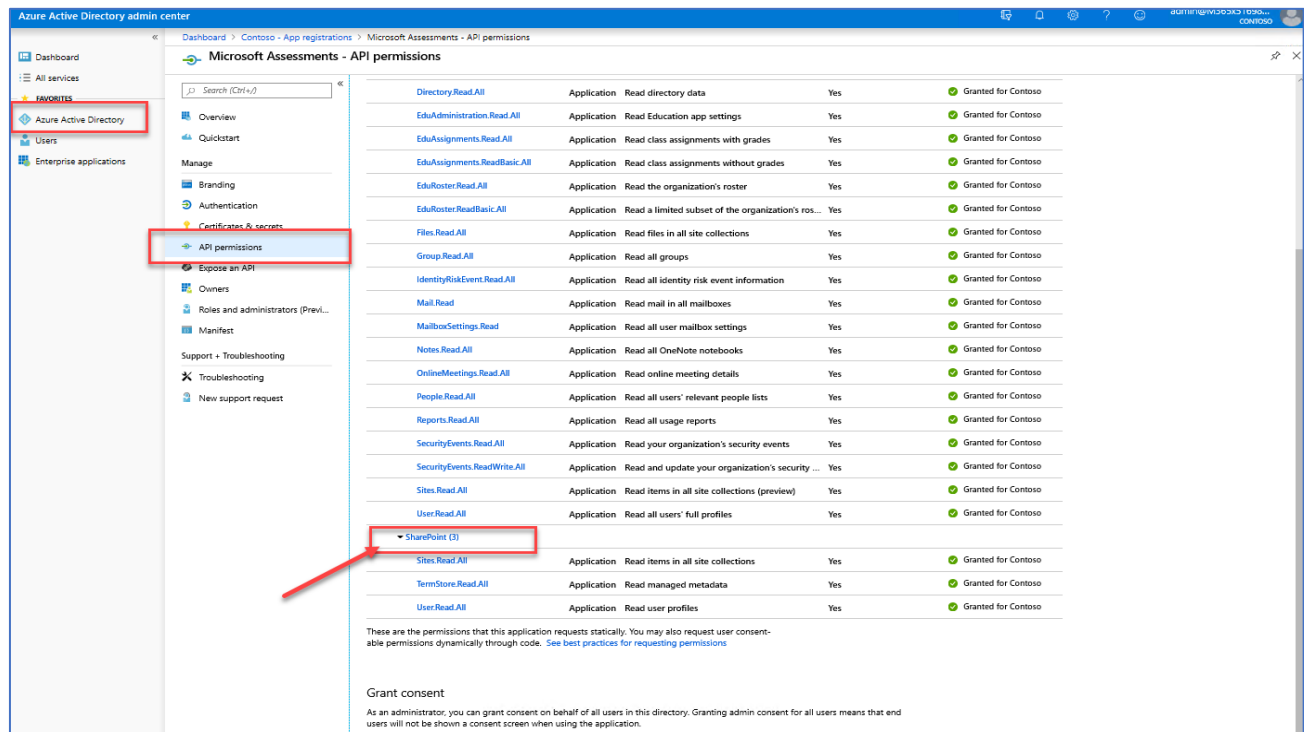 Azure Active Directory admin center
CONTOSO
Dashboard > Contoso - App registrations > Microsoft Assessments - API permissions
Microsoft Assessments - API permissions
Dashboard
All services
FAVORITES
Azure Active Directory
Users
Enterprise applications
Search (Ctrl+/)
Overview
Quickstart
Manage
Branding
Authentication
Certificates & secrets
API permissions
Expose an API
Owners
Roles and administrators (Previ...
Manifest
Support + Troubleshooting
Troubleshooting
New support request
Directory.Read.All Application Read directory data Yes Granted for Contoso
EduAdministration.Read.All Application Read Education app settings Yes Granted for Contoso
EduAssignments.Read.All Application Read class assignments with grades Yes Granted for Contoso
EduAssignments.ReadBasic.All Application Read class assignments without grades Yes Granted for Contoso
EduRoster.Read.All Application Read the organization's roster Yes Granted for Contoso
EduRoster.ReadBasic.All Application Read a limited subset of the organization's ros... Yes Granted for Contoso
Files.Read.All Application Read files in all site collections Yes Granted for Contoso
Group.Read.All Application Read all groups Yes Granted for Contoso
IdentityRiskEvent.Read.All Application Read all identity risk event information Yes Granted for Contoso
Mail.Read Application Read mail in all mailboxes Yes Granted for Contoso
MailboxSettings.Read Application Read all user mailbox settings Yes Granted for Contoso
Notes.Read.All Application Read all OneNote notebooks Yes Granted for Contoso
OnlineMeetings.Read.All Application Read online meeting details Yes Granted for Contoso
People.Read.All Application Read all users' relevant people lists Yes Granted for Contoso
Reports.Read.All Application Read all usage reports Yes Granted for Contoso
SecurityEvents.Read.All Application Read your organization's security events Yes Granted for Contoso
SecurityEvents.ReadWrite.All Application Read and update your organization's security ... Yes Granted for Contoso
Sites.Read.All Application Read items in all site collections (preview) Yes Granted for Contoso
User.Read.All Application Read all users' full profiles Yes Granted for Contoso
SharePoint (3)
Sites.Read.All Application Read items in all site collections Yes Granted for Contoso
TermStore.Read.All Application Read managed metadata Yes Granted for Contoso
User.Read.All Application Read user profiles Yes Granted for Contoso
These are the permissions that this application requests statically. You may also request user consent-
able permissions dynamically through code. See best practices for requesting permissions
Grant consent
As an administrator, you can grant consent on behalf of all users in this directory. Granting admin consent for all users means that end
users will not be shown a consent screen when using the application.